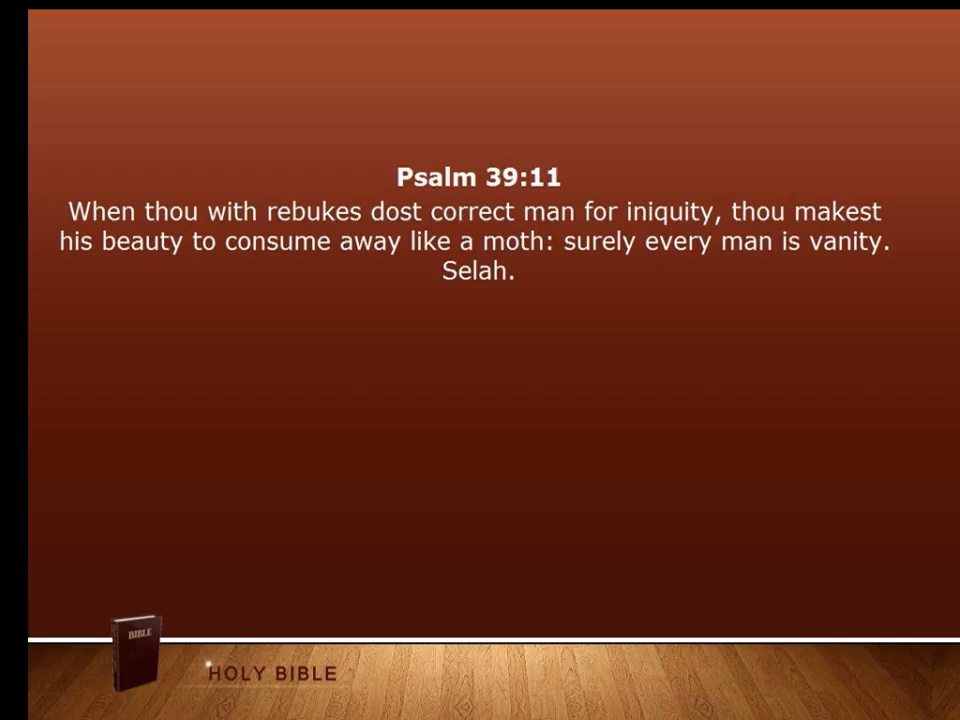 Psalm 39:11
When thou with rebukes dost correct man for iniquity, thou makest
his beauty to consume away like a moth: surely every man is vanity.
Selah.
BIBLE
HOLY BIBLE